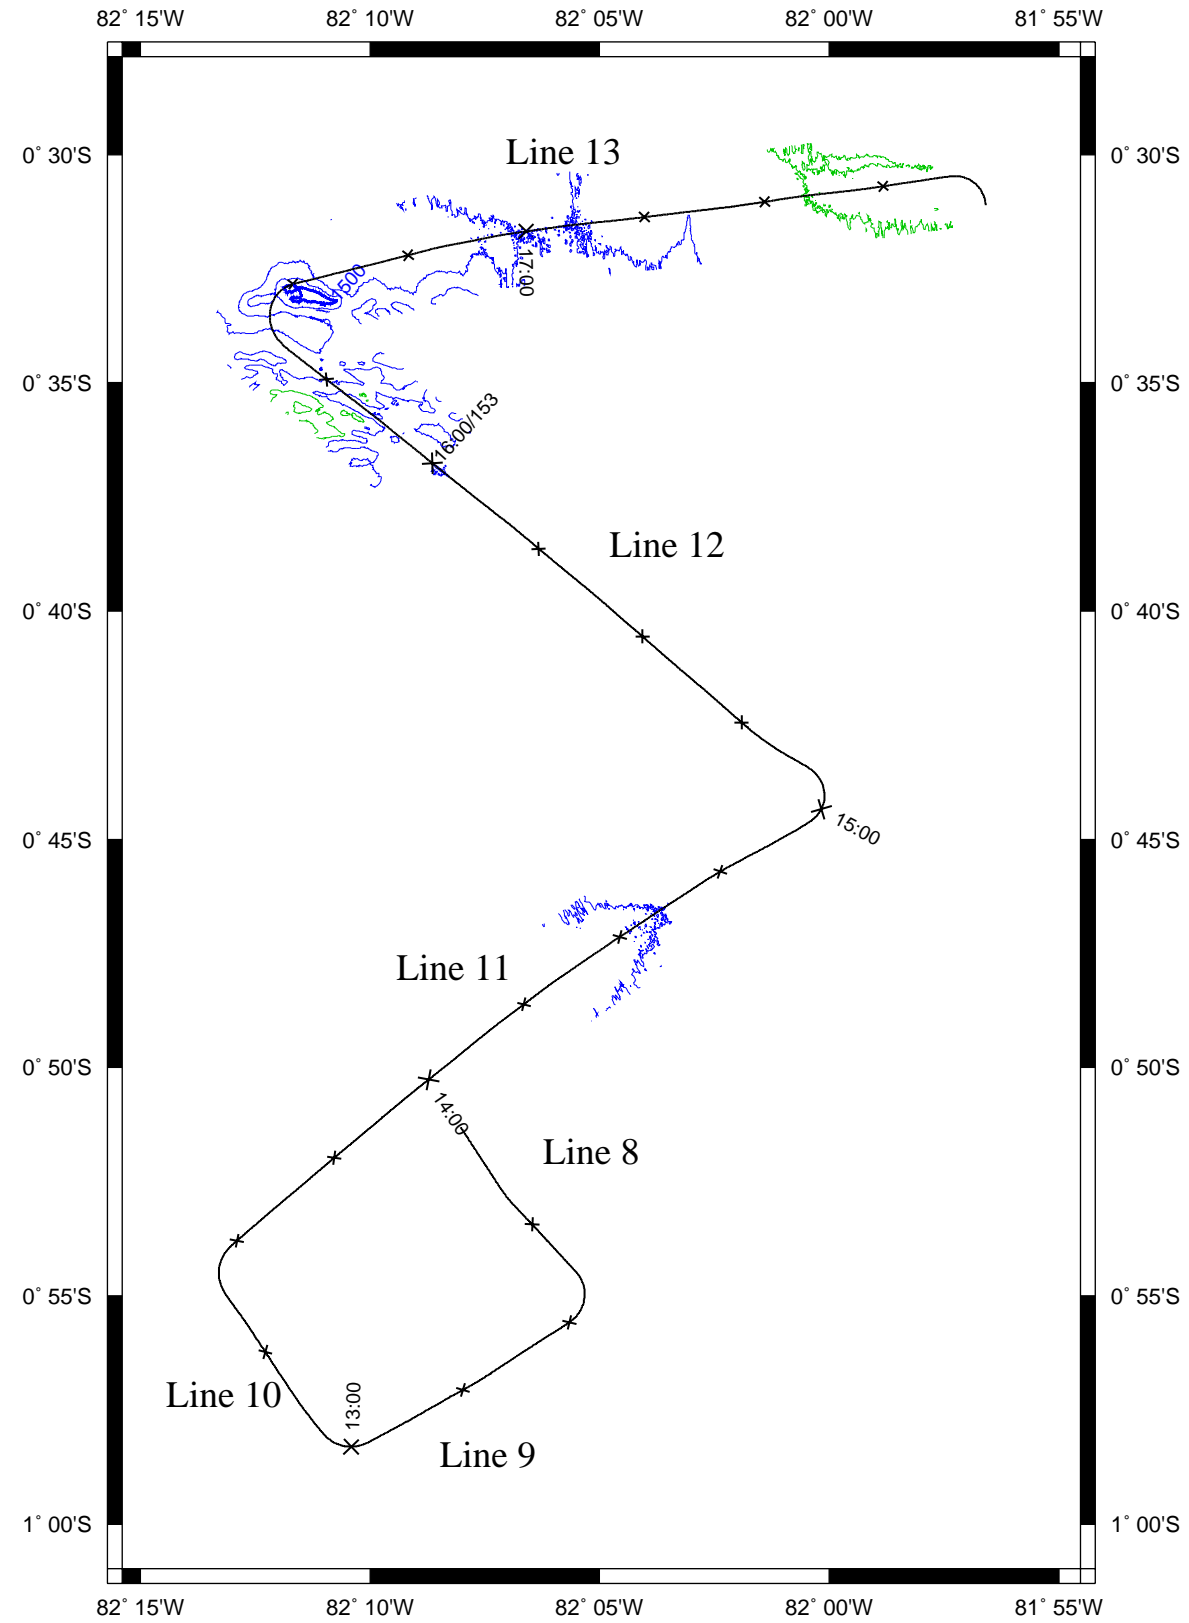 82° 15'W 82° 10'W 82° 05'W 82° 00'W 81° 55'W
0° 30'S 0° 30'S
Line 13
17:00
1500
0° 35'S 0° 35'S
16:00/153
Line 12
0° 40'S 0° 40'S
15:00
0° 45'S 0° 45'S
Line 11
0° 50'S 0° 50'S
14:00
Line 8
0° 55'S 0° 55'S
Line 10
13:00
Line 9
1° 00'S 1° 00'S
82° 15'W 82° 10'W 82° 05'W 82° 00'W 81° 55'W